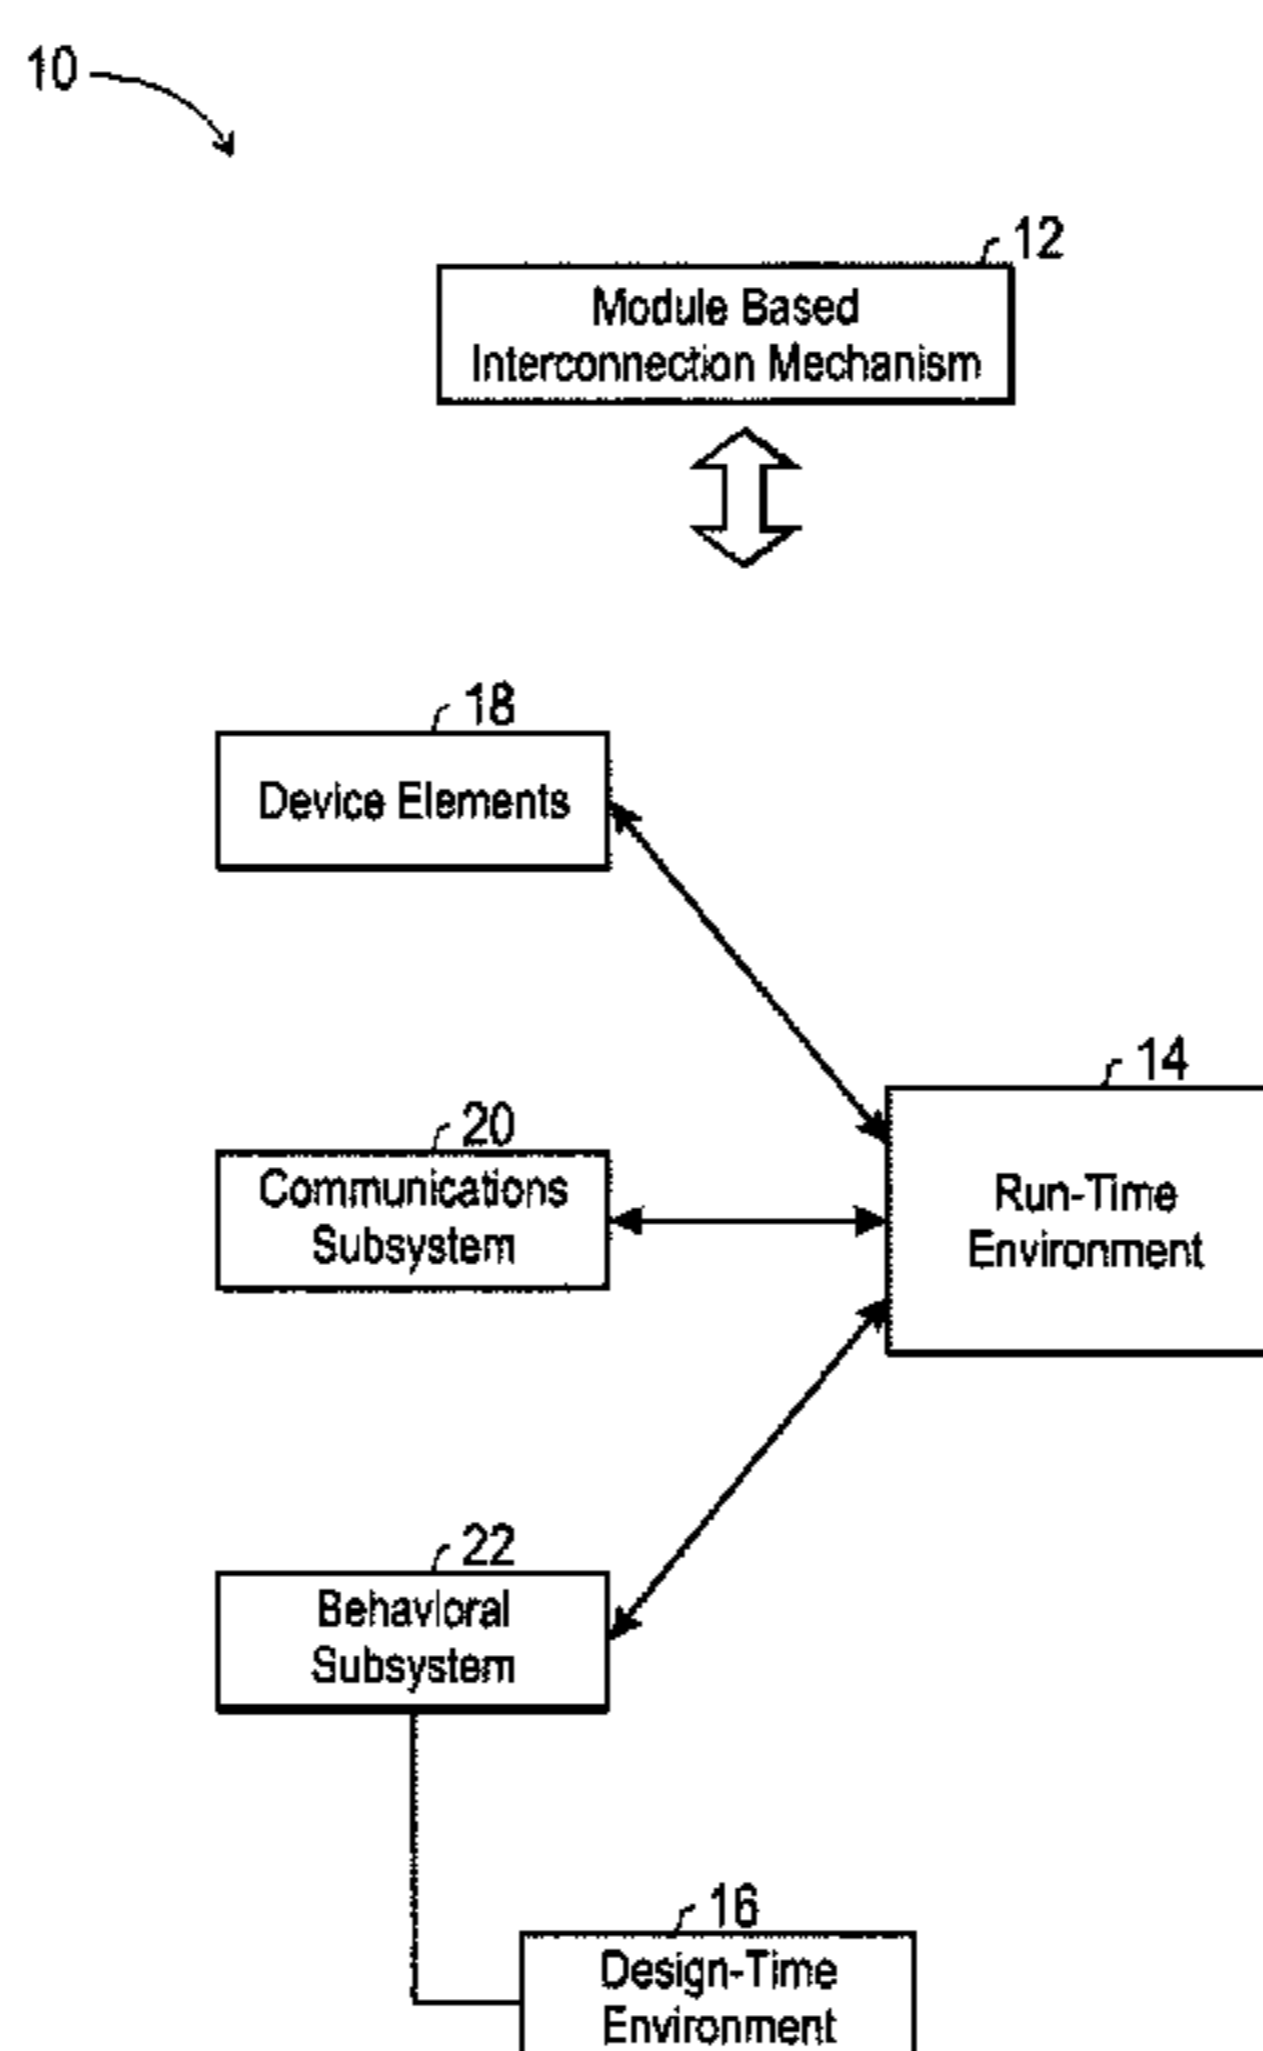 10
12
Module Based
Interconnection Mechanism
18
Device Elements
14
Run-Time
Environment
20
Communications
Subsystem
22
Behavioral
Subsystem
16
Design-Time
Environment